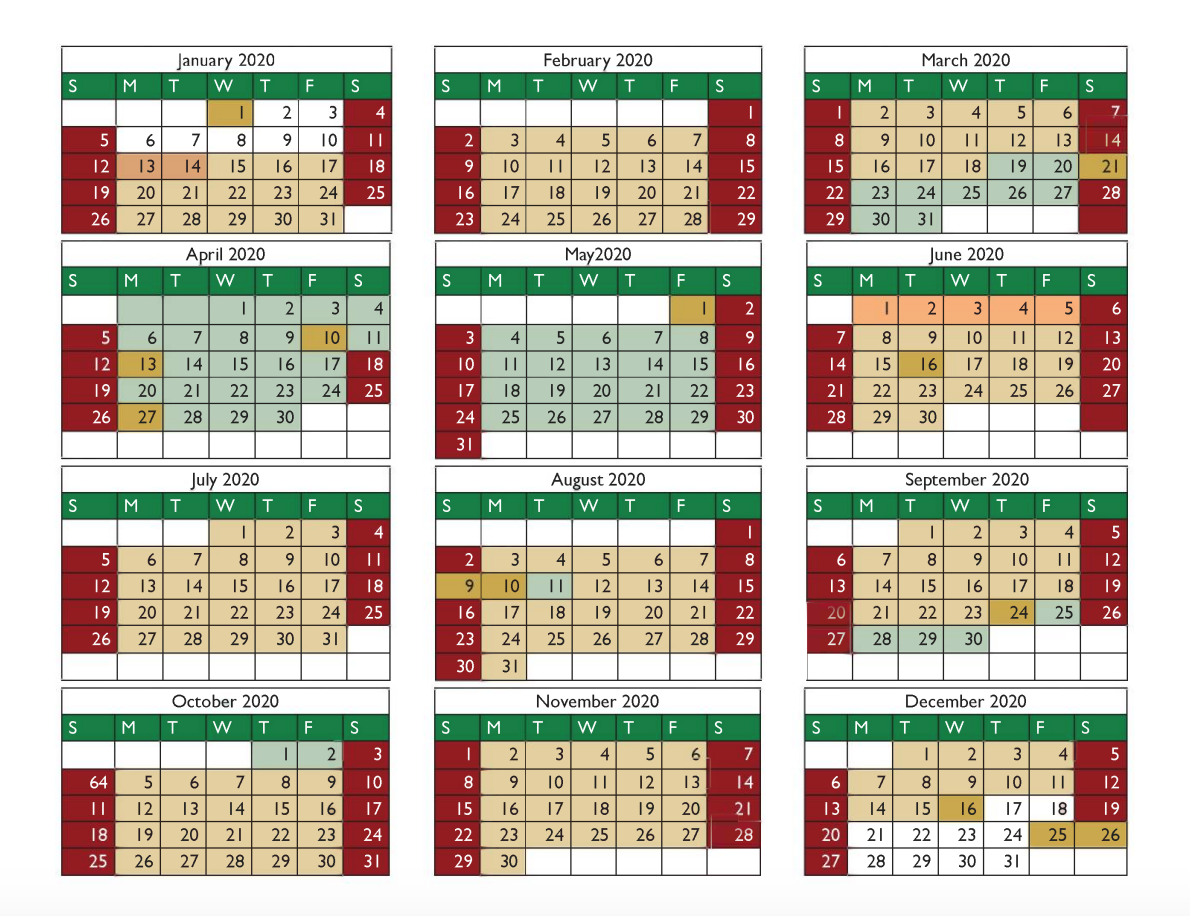 January 2020
S M T W T F S
1 2 3 4
5 6 7 8 9 10 11
12 13 14 15 16 17 18
19 20 21 22 23 24 25
26 27 28 29 30 31
February 2020
S M T W T F S
1
2 3 4 5 6 7 8
9 10 11 12 13 14 15
16 17 18 19 20 21 22
23 24 25 26 27 28 29
March 2020
S M T W T F S
1 2 3 4 5 6 7
8 9 10 11 12 13 14
15 16 17 18 19 20 21
22 23 24 25 26 27 28
29 30 31
April 2020
S M T W T F S
1 2 3 4
5 6 7 8 9 10 11
12 13 14 15 16 17 18
19 20 21 22 23 24 25
26 27 28 29 30
May2020
S M T W T F S
1 2
3 4 5 6 7 8 9
10 11 12 13 14 15 16
17 18 19 20 21 22 23
24 25 26 27 28 29 30
31
June 2020
S M T W T F S
1 2 3 4 5 6
7 8 9 10 11 12 13
14 15 16 17 18 19 20
21 22 23 24 25 26 27
28 29 30
July 2020
S M T W T F S
1 2 3 4
5 6 7 8 9 10 11
12 13 14 15 16 17 18
19 20 21 22 23 24 25
26 27 28 29 30 31
August 2020
S M T W T F S
1
2 3 4 5 6 7 8
9 10 11 12 13 14 15
16 17 18 19 20 21 22
23 24 25 26 27 28 29
30 31
September 2020
S M T W T F S
1 2 3 4 5
6 7 8 9 10 11 12
13 14 15 16 17 18 19
20 21 22 23 24 25 26
27 28 29 30
October 2020
S M T W T F S
1 2 3
64 5 6 7 8 9 10
11 12 13 14 15 16 17
18 19 20 21 22 23 24
25 26 27 28 29 30 31
November 2020
S M T W T F S
1 2 3 4 5 6 7
8 9 10 11 12 13 14
15 16 17 18 19 20 21
22 23 24 25 26 27 28
29 30
December 2020
S M T W T F S
1 2 3 4 5
6 7 8 9 10 11 12
13 14 15 16 17 18 19
20 21 22 23 24 25 26
27 28 29 30 31